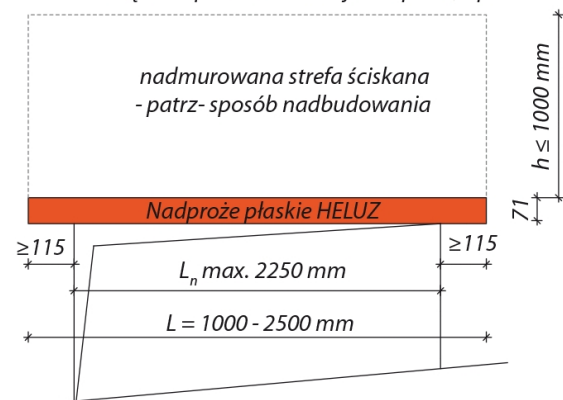 nadmurowana strefa ściskana
- patrz- sposób nadbudowania
h ≤ 1000 mm
Nadproże płaskie HELUZ
71
≥115
≥115
Ln max. 2250 mm
L = 1000 - 2500 mm